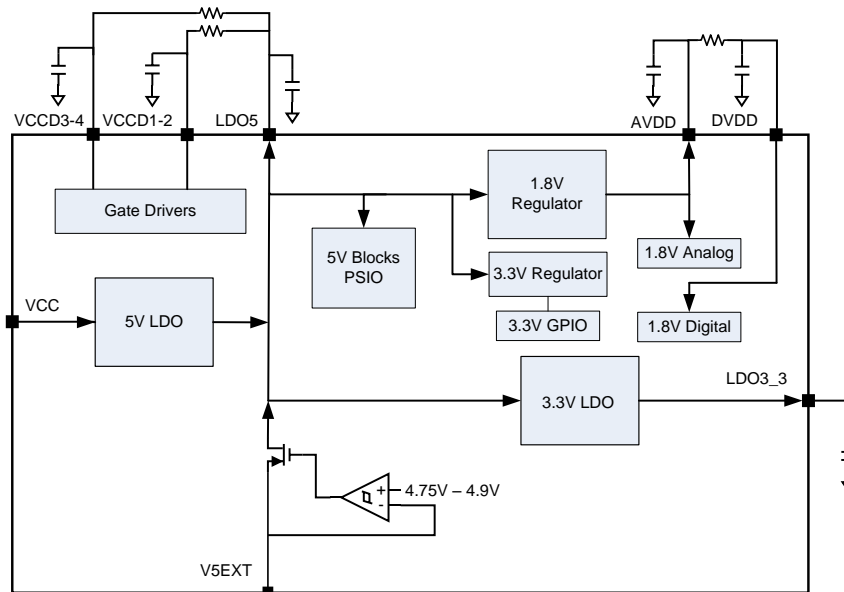 VCCD3-4
VCCD1-2
LDO5
AVDD
DVDD
Gate Drivers
1.8V
Regulator
5V Blocks
PSIO
1.8V Analog
3.3V Regulator
VCC
5V LDO
3.3V GPIO
1.8V Digital
LDO3_3
3.3V LDO
+
4.75V – 4.9V
-
V5EXT